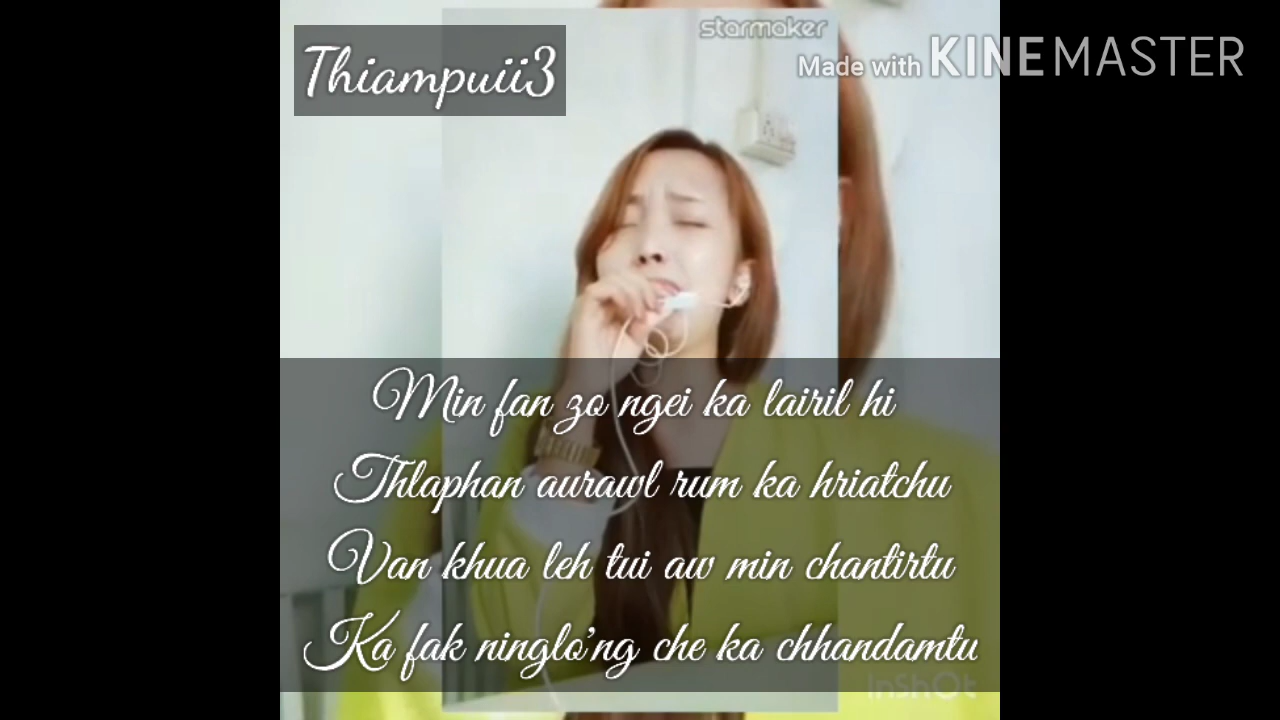 starmaker
Thiampuii3
Made with KINEMASTER
Min fan zo ngei ka lairil hi
Thlaphan aurawl rum ka hriatchu
Van khua leh tui aw min chantirtu
Ka fak ninglo'ng che ka chhandamtu
InShOt